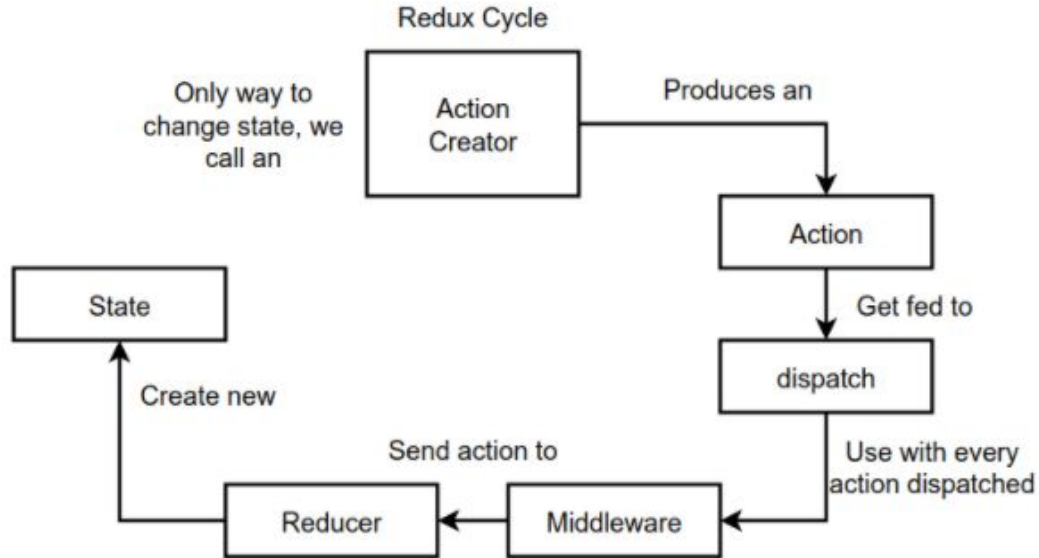 Redux Cycle
Only way to
change state, we
call an
Action
Creator
Produces an
Action
Get fed to
dispatch
Use with every
action dispatched
Middleware
Send action to
Reducer
Create new
State